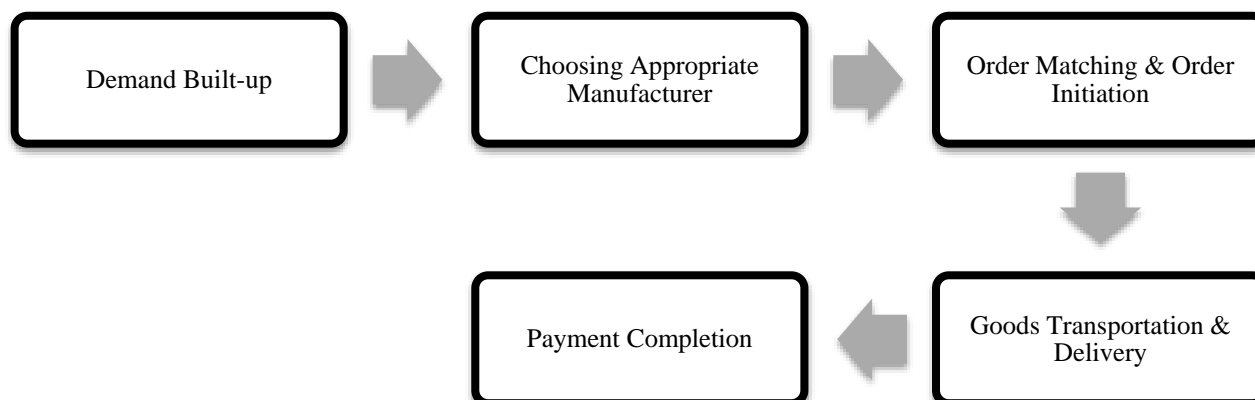 Demand Built-up
Choosing Appropriate
Manufacturer
Order Matching & Order
Initiation
Goods Transportation &
Delivery
Payment Completion